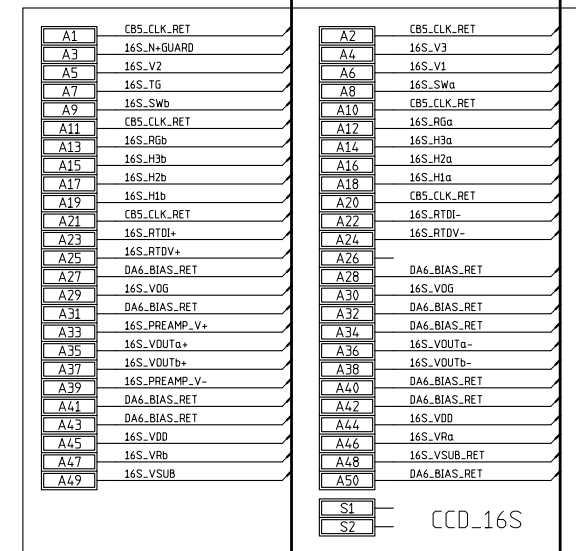 A1 CB5_CLK_RET A2 CB5_CLK_RET
A3 16S_N+GUARD A4 16S_V3
A5 16S_V2 A6 16S_V1
A7 16S_TG A8 16S_SWa
A9 16S_SWb A10 CB5_CLK_RET
A11 CB5_CLK_RET A12 16S_RGa
A13 16S_RGb A14 16S_H3a
A15 16S_H3b A16 16S_H2a
A17 16S_H2b A18 16S_H1a
A19 16S_H1b A20 CB5_CLK_RET
A21 CB5_CLK_RET A22 16S_RTDI-
A23 16S_RTDI+ A24 16S_RTDV-
A25 16S_RTDV+ A26
A27 DA6_BIAS_RET A28 DA6_BIAS_RET
A29 16S_VOG A30 16S_VOG
A31 DA6_BIAS_RET A32 DA6_BIAS_RET
A33 16S_PREAMP_V+ A34 DA6_BIAS_RET
A35 16S_VOUTa+ A36 16S_VOUTa-
A37 16S_VOUTb+ A38 16S_VOUTb-
A39 16S_PREAMP_V- A40 DA6_BIAS_RET
A41 DA6_BIAS_RET A42 DA6_BIAS_RET
A43 DA6_BIAS_RET A44 16S_VDD
A45 16S_VDD A46 16S_VRa
A47 16S_VRb A48 16S_VSUB_RET
A49 16S_VSUB A50 DA6_BIAS_RET
S1
S2 CCD_16S